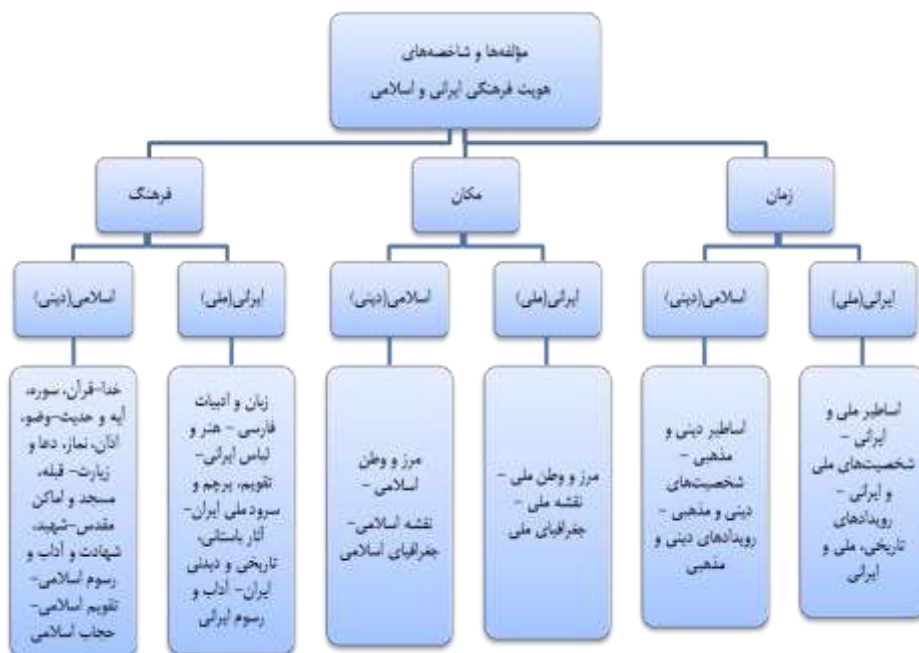 مؤلفه‌ها و شاخصه‌های
هویت فرهنگی ایرانی و اسلامی
زمان
مکان
فرهنگ
ایرانی(ملی)
اسلامی(دینی)
ایرانی(ملی)
اسلامی(دینی)
ایرانی(ملی)
اسلامی(دینی)
اساطیر ملی و
ایرانی –
شخصیت‌های ملی
و ایرانی –
رویدادهای
تاریخی، ملی و
ایرانی
اساطیر دینی و
مذهبی –
شخصیت‌های
دینی و مذهبی –
رویدادهای دینی و
مذهبی
مرز و وطن ملی –
نقشه ملی –
جغرافیای ملی
مرز و وطن
اسلامی –
نقشه اسلامی–
جغرافیای اسلامی
زبان و ادبیات
فارسی – هنر و
لباس ایرانی–
تقویم، پرچم و
سرود ملی ایران–
آثار باستانی،
تاریخی و دیدنی
ایران– آداب و
رسوم ایرانی
خدا–قرآن، سوره،
آیه و حدیث–وضو،
اذان، نماز، دعا و
زیارت– قبله،
مسجد و اماکن
مقدس–شهید،
شهادت و آداب و
رسوم اسلامی–
تقویم اسلامی–
حجاب اسلامی